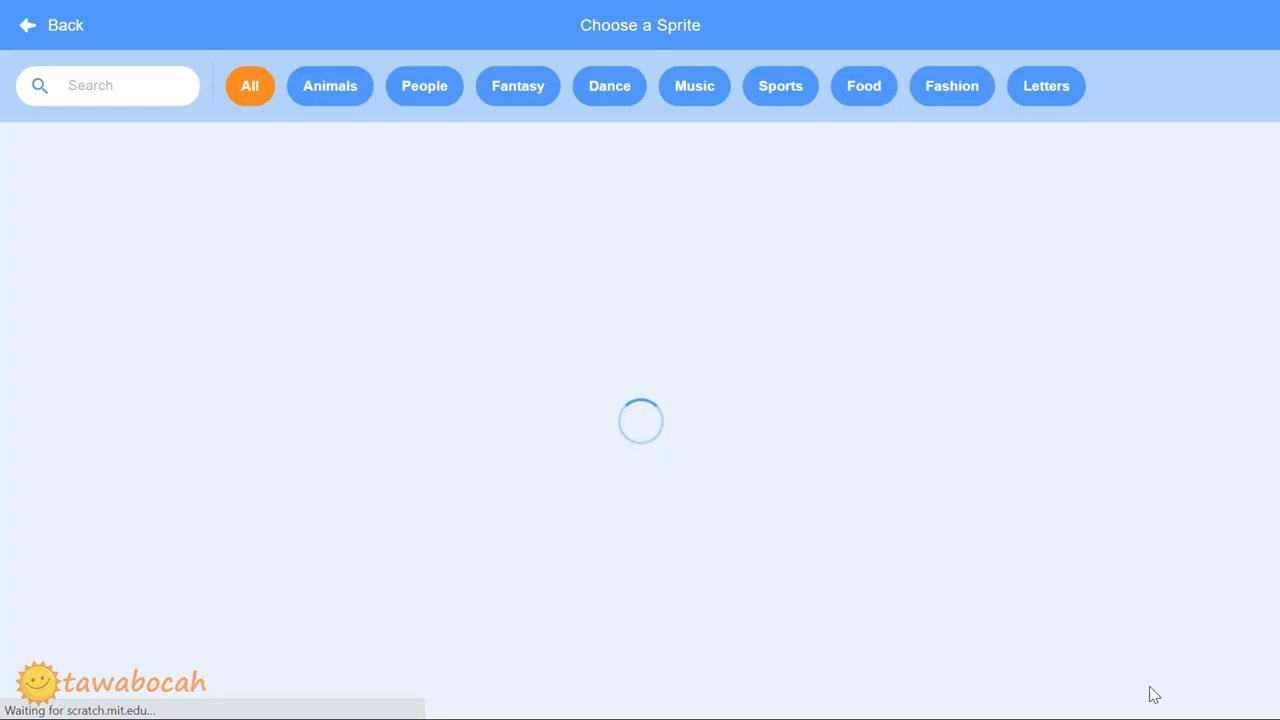 Back
Choose a Sprite
Search
All
Animals
People
Fantasy
Dance
Music
Sports
Food
Fashion
Letters
tawabocah
Waiting for scratch.mit.edu...